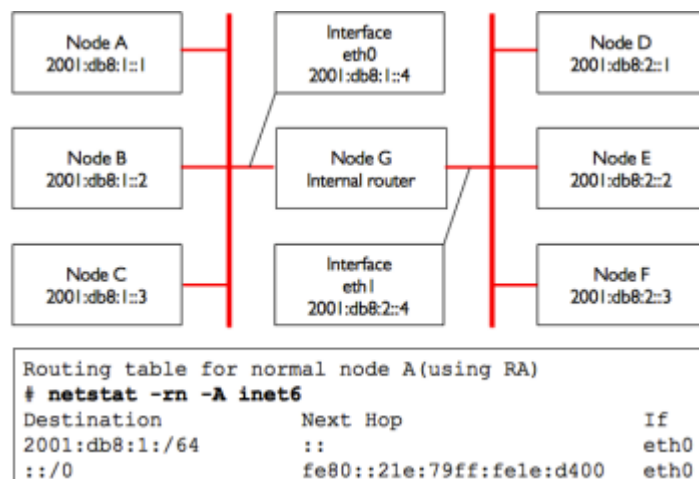 Node A
2001:db8:1::1
Interface
eth0
2001:db8:1::4
Node D
2001:db8:2::1
Node B
2001:db8:1::2
Node G
Internal router
Node E
2001:db8:2::2
Node C
2001:db8:1::3
Interface
eth1
2001:db8:2::4
Node F
2001:db8:2::3
Routing table for normal node A(using RA)
# netstat -rn -A inet6
Destination Next Hop If
2001:db8:1:/64 :: eth0
::/0 fe80::21e:79ff:fe1e:d400 eth0